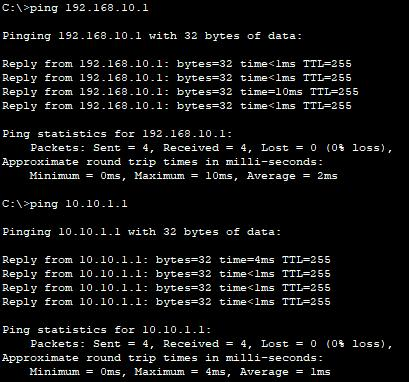 C:\>ping 192.168.10.1
Pinging 192.168.10.1 with 32 bytes of data:
Reply from 192.168.10.1: bytes=32 time<1ms TTL=255
Reply from 192.168.10.1: bytes=32 time<1ms TTL=255
Reply from 192.168.10.1: bytes=32 time=10ms TTL=255
Reply from 192.168.10.1: bytes=32 time<1ms TTL=255
Ping statistics for 192.168.10.1:
Packets: Sent = 4, Received = 4, Lost = 0 (0% loss),
Approximate round trip times in milli-seconds:
Minimum = 0ms, Maximum = 10ms, Average = 2ms
C:\>ping 10.10.1.1
Pinging 10.10.1.1 with 32 bytes of data:
Reply from 10.10.1.1: bytes=32 time=4ms TTL=255
Reply from 10.10.1.1: bytes=32 time<1ms TTL=255
Reply from 10.10.1.1: bytes=32 time<1ms TTL=255
Reply from 10.10.1.1: bytes=32 time<1ms TTL=255
Ping statistics for 10.10.1.1:
Packets: Sent = 4, Received = 4, Lost = 0 (0% loss),
Approximate round trip times in milli-seconds:
Minimum = 0ms, Maximum = 4ms, Average = 1ms